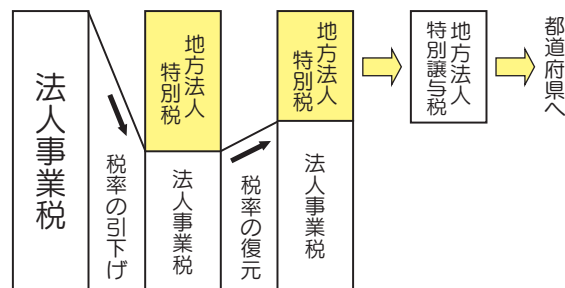 法人事業税
税率の引下げ
地方法人
特別税
法人事業税
税率の復元
地方法人
特別税
法人事業税
地方法人
特別譲与税
都道府県へ